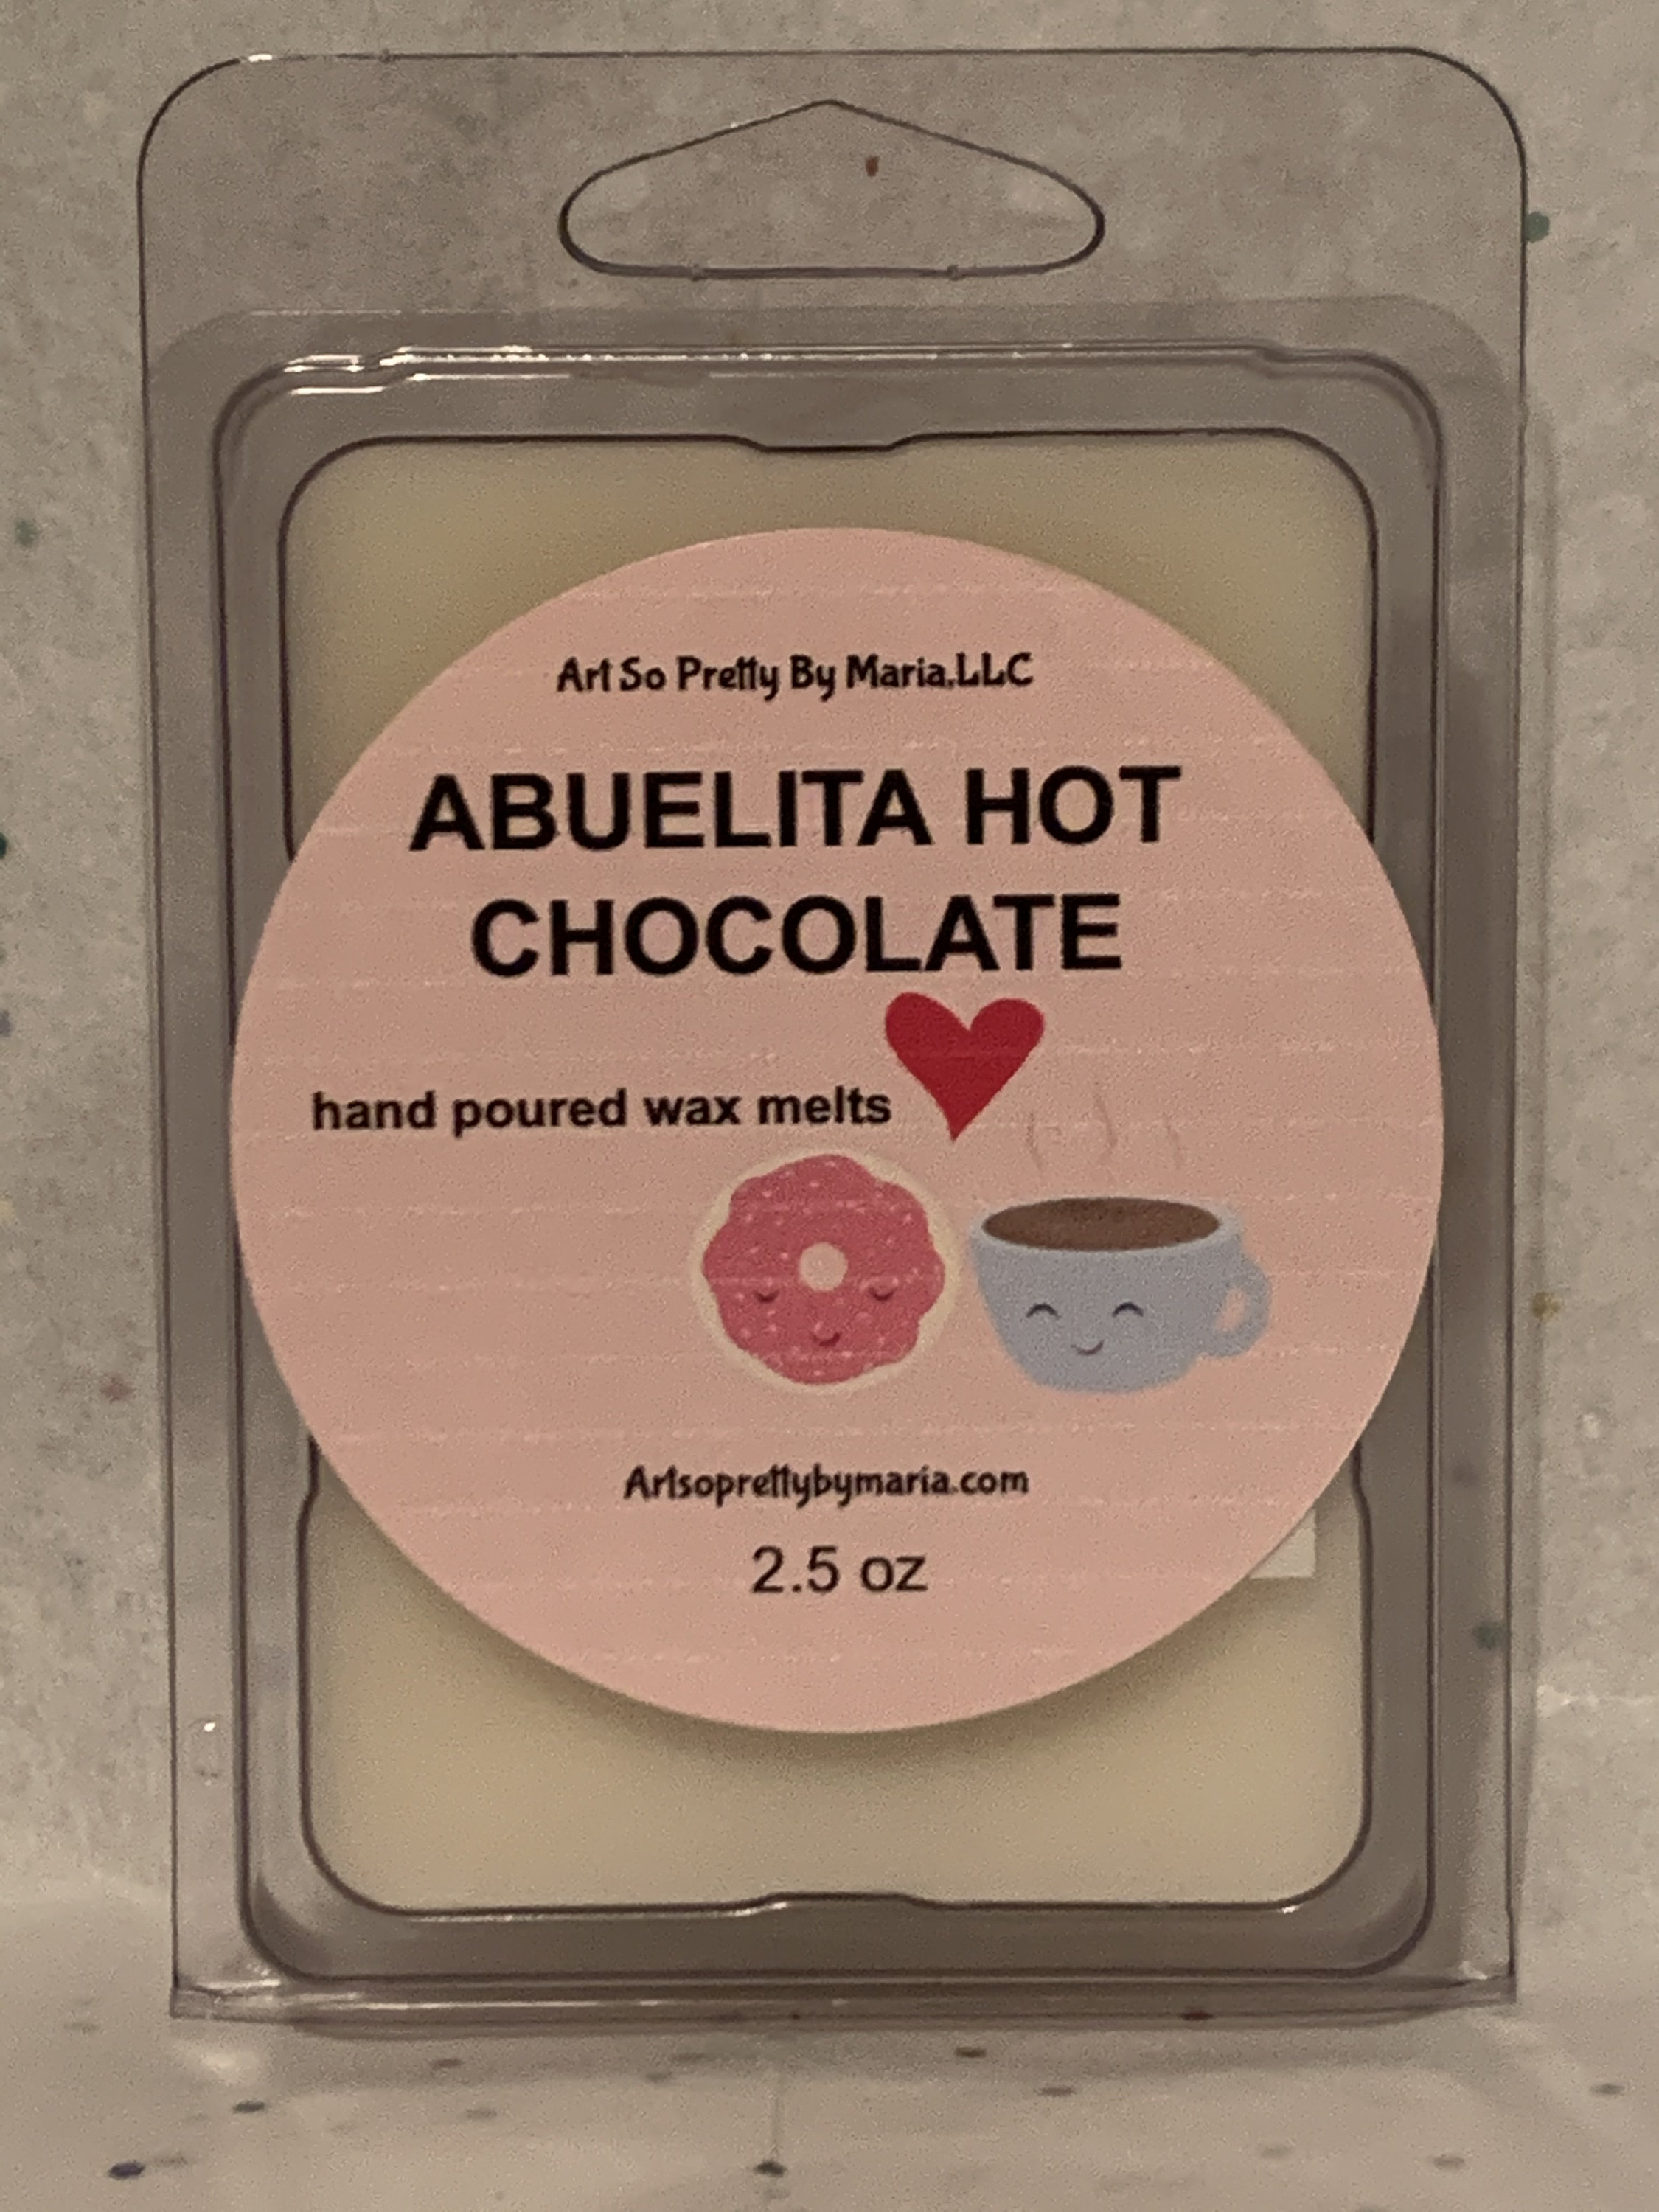 Art So Pretty By Maria.LLC
ABUELITA HOT
CHOCOLATE
hand poured wax melts
Artsoprettybymaria.com
2.5 oz